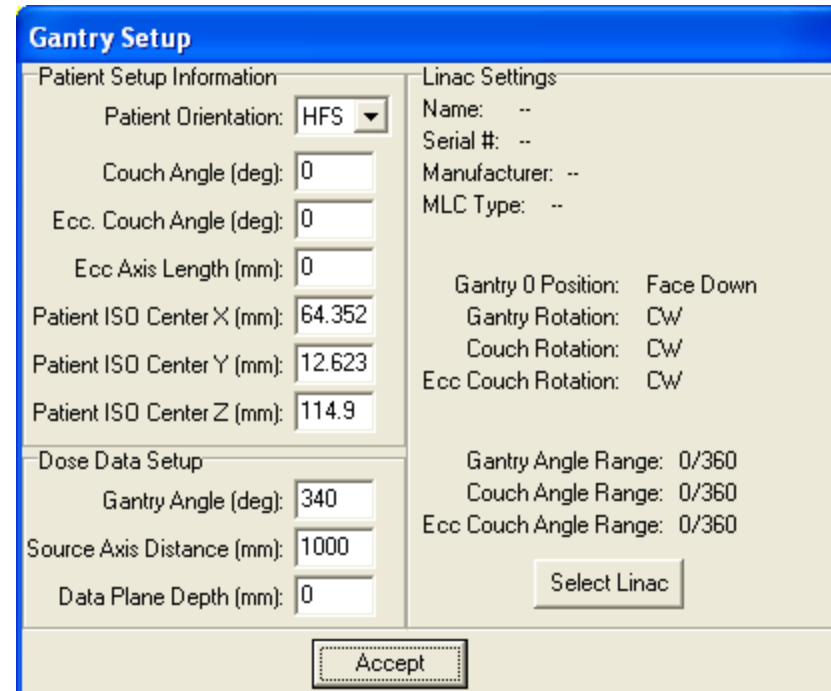 Gantry Setup
Patient Setup Information
Patient Orientation: HFS
Couch Angle (deg): 0
Ecc. Couch Angle (deg): 0
Ecc Axis Length (mm): 0
Patient ISO Center X (mm): 64.352
Patient ISO Center Y (mm): 12.623
Patient ISO Center Z (mm): 114.9
Dose Data Setup
Gantry Angle (deg): 340
Source Axis Distance (mm): 1000
Data Plane Depth (mm): 0
Linac Settings
Name: --
Serial #: --
Manufacturer: --
MLC Type: --
Gantry 0 Position: Face Down
Gantry Rotation: CW
Couch Rotation: CW
Ecc Couch Rotation: CW
Gantry Angle Range: 0/360
Couch Angle Range: 0/360
Ecc Couch Angle Range: 0/360
Select Linac
Accept